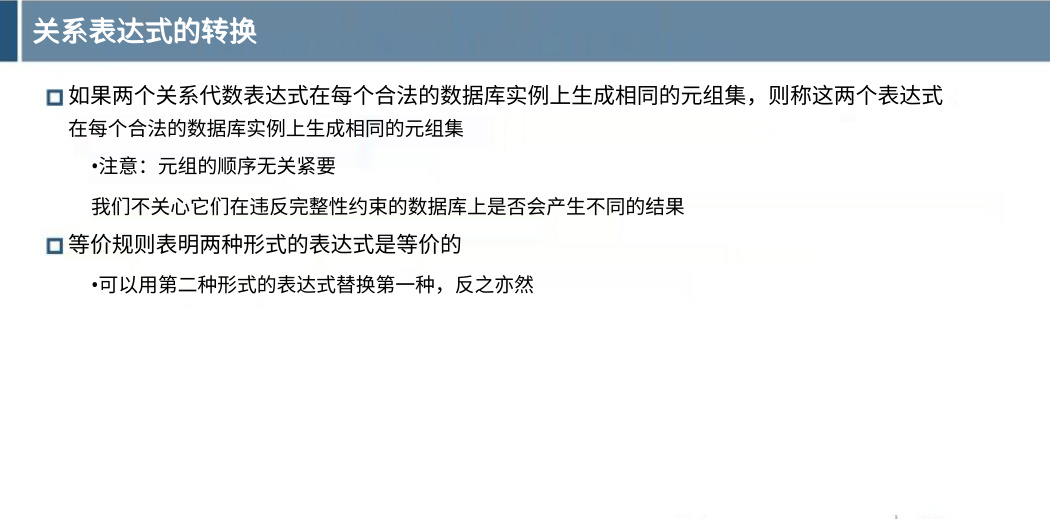 关系表达式的转换
如果两个关系代数表达式在每个合法的数据库实例上生成相同的元组集，则称这两个表达式
在每个合法的数据库实例上生成相同的元组集
•注意：元组的顺序无关紧要
我们不关心它们在违反完整性约束的数据库上是否会产生不同的结果
等价规则表明两种形式的表达式是等价的
•可以用第二种形式的表达式替换第一种，反之亦然